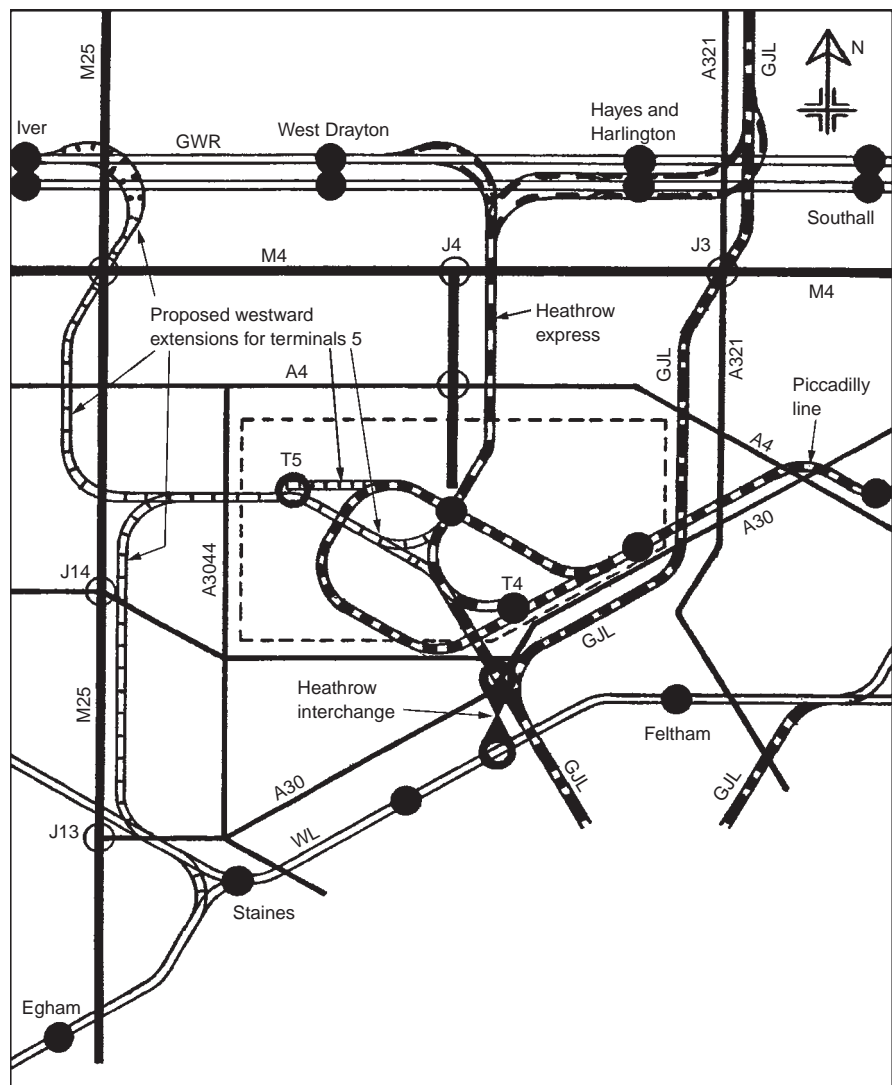 M25
A321
GJL
N
Iver
GWR
West Drayton
Hayes and
Harlington
Southall
M4
J4
J3
M4
Proposed westward
extensions for terminals 5
Heathrow
express
GJL
A321
A4
Piccadilly
line
A4
T5
A30
A3044
J14
T4
GJL
Heathrow
interchange
M25
Feltham
A30
GJL
GJL
J13
WL
Staines
Egham